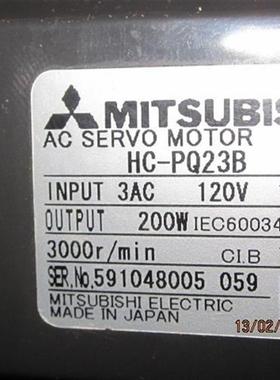 MITSUBIS
AC SERVO MOTOR
HC-PQ23B
INPUT 3AC 120V
OUTPUT 200W IEC60034
3000r/min CI.B
SER.No.591048005 059
MITSUBISHI ELECTRIC
MADE IN JAPAN
13/02/